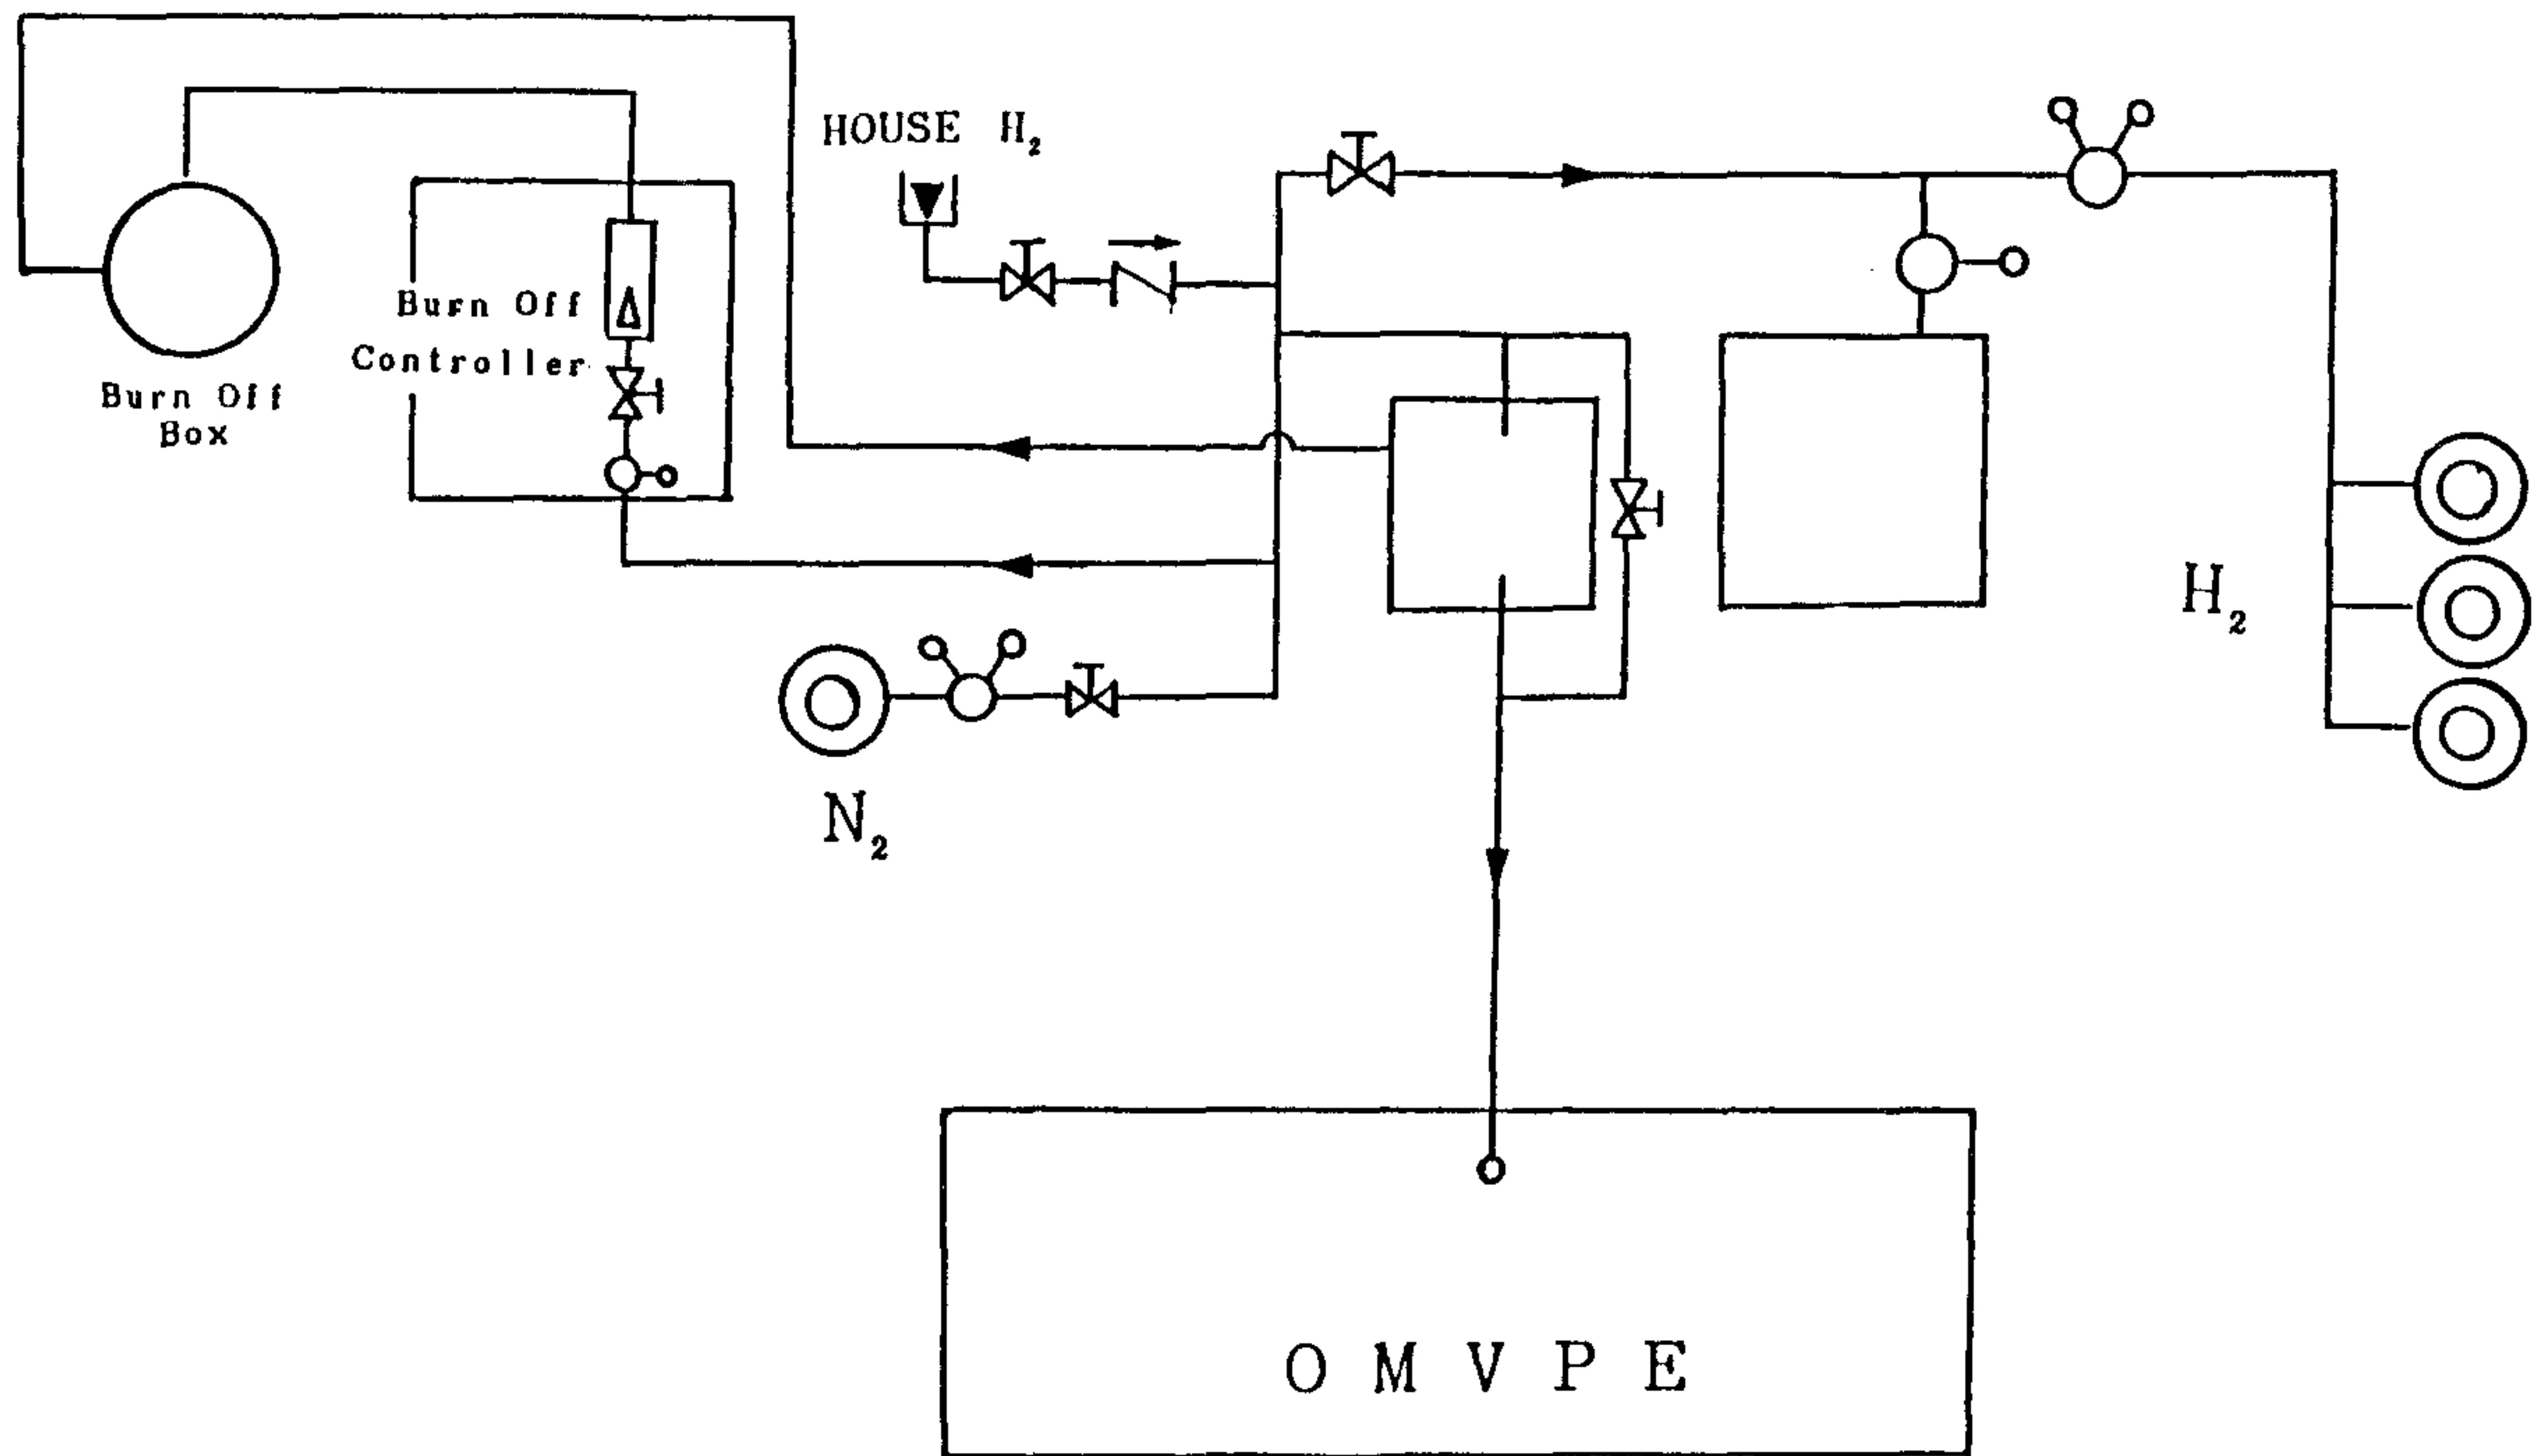 HOUSE H₂
Burn Off
Controller
Burn Off
Box
H₂
N₂
O M V P E